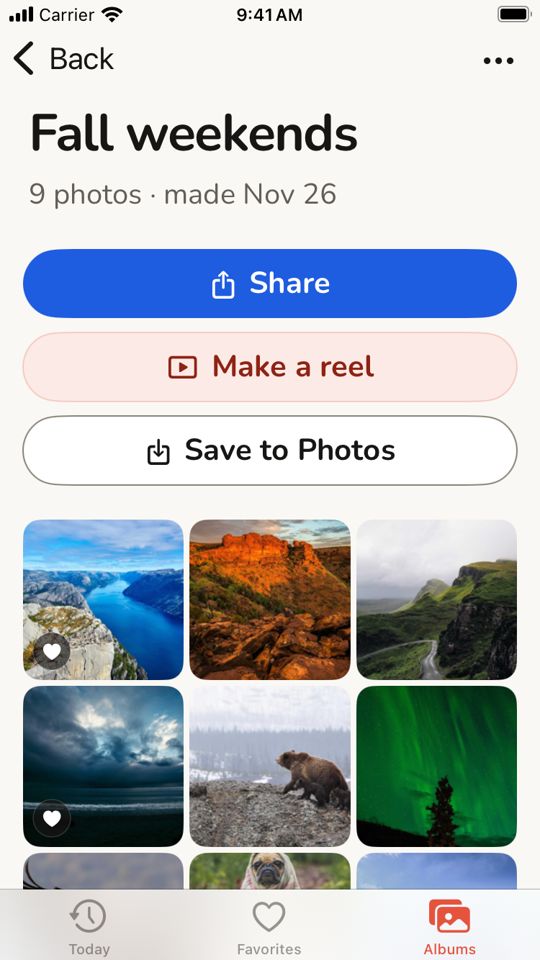 Carrier 9:41 AM
Back
Fall weekends
9 photos · made Nov 26
Share
Make a reel
Save to Photos
Today Favorites Albums